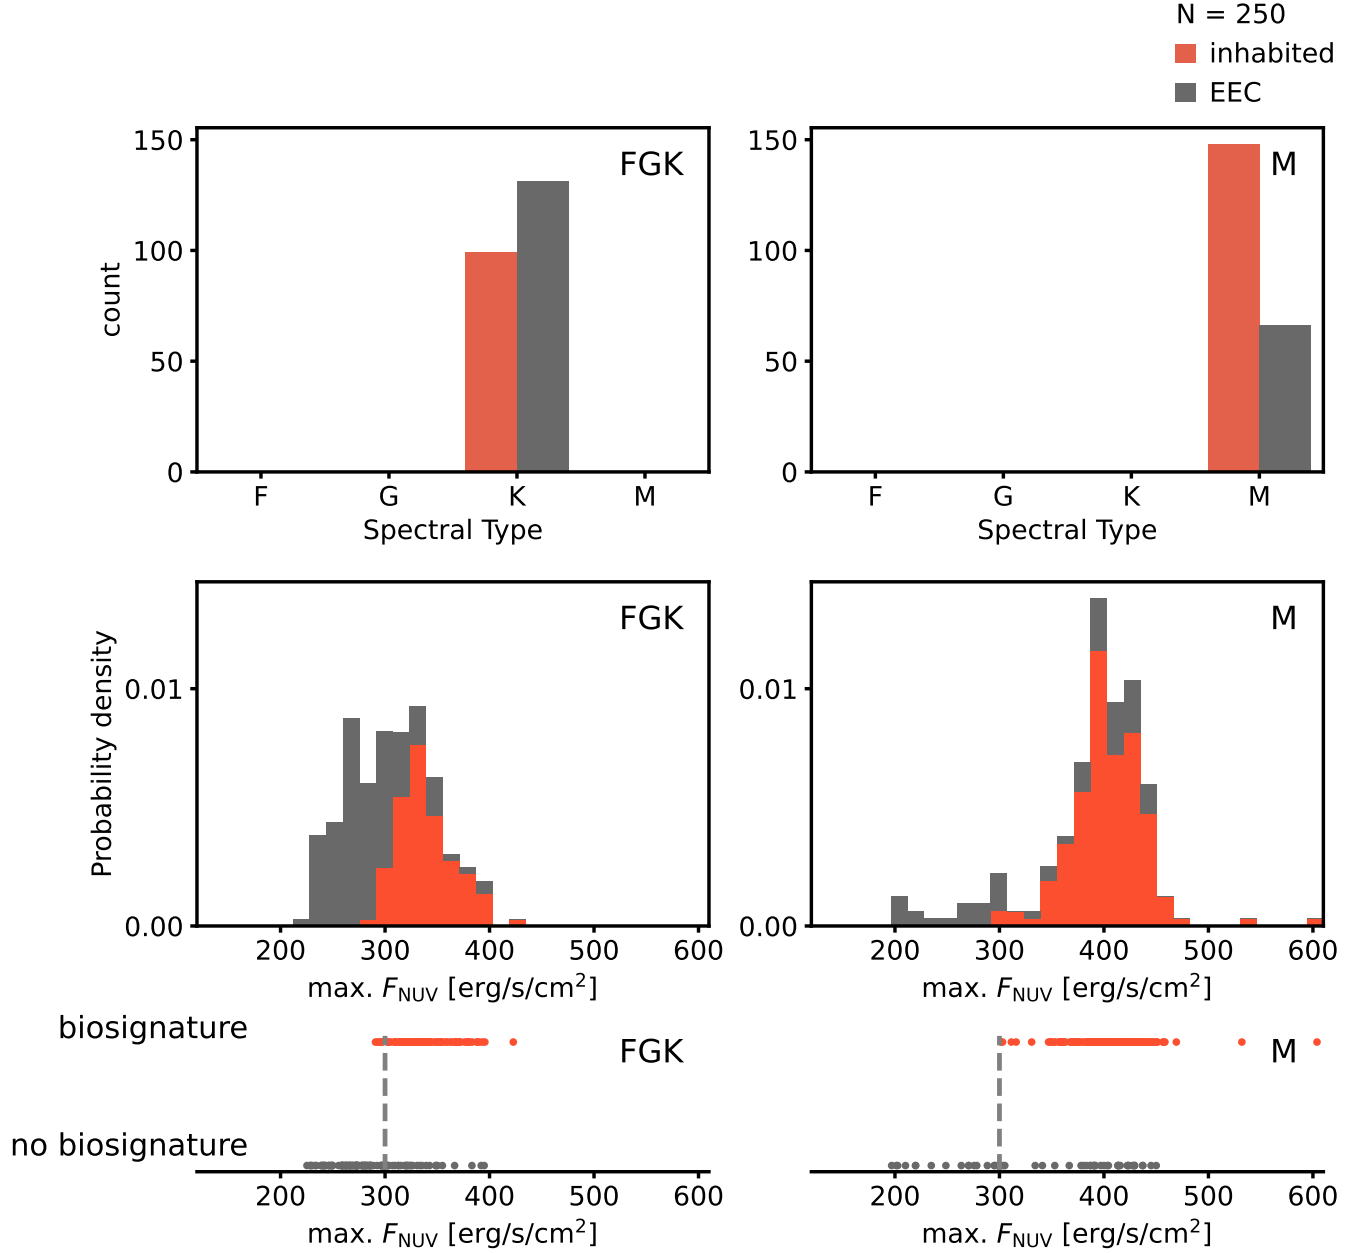 N = 250
inhabited
EEC
150
100
50
0
count
FGK
F G K M
Spectral Type
150
100
50
0
M
F G K M
Spectral Type
0.01
0.00
Probability density
FGK
200 300 400 500 600
max. F_NUV [erg/s/cm²]
0.01
0.00
M
200 300 400 500 600
max. F_NUV [erg/s/cm²]
biosignature
no biosignature
FGK
200 300 400 500 600
max. F_NUV [erg/s/cm²]
M
200 300 400 500 600
max. F_NUV [erg/s/cm²]